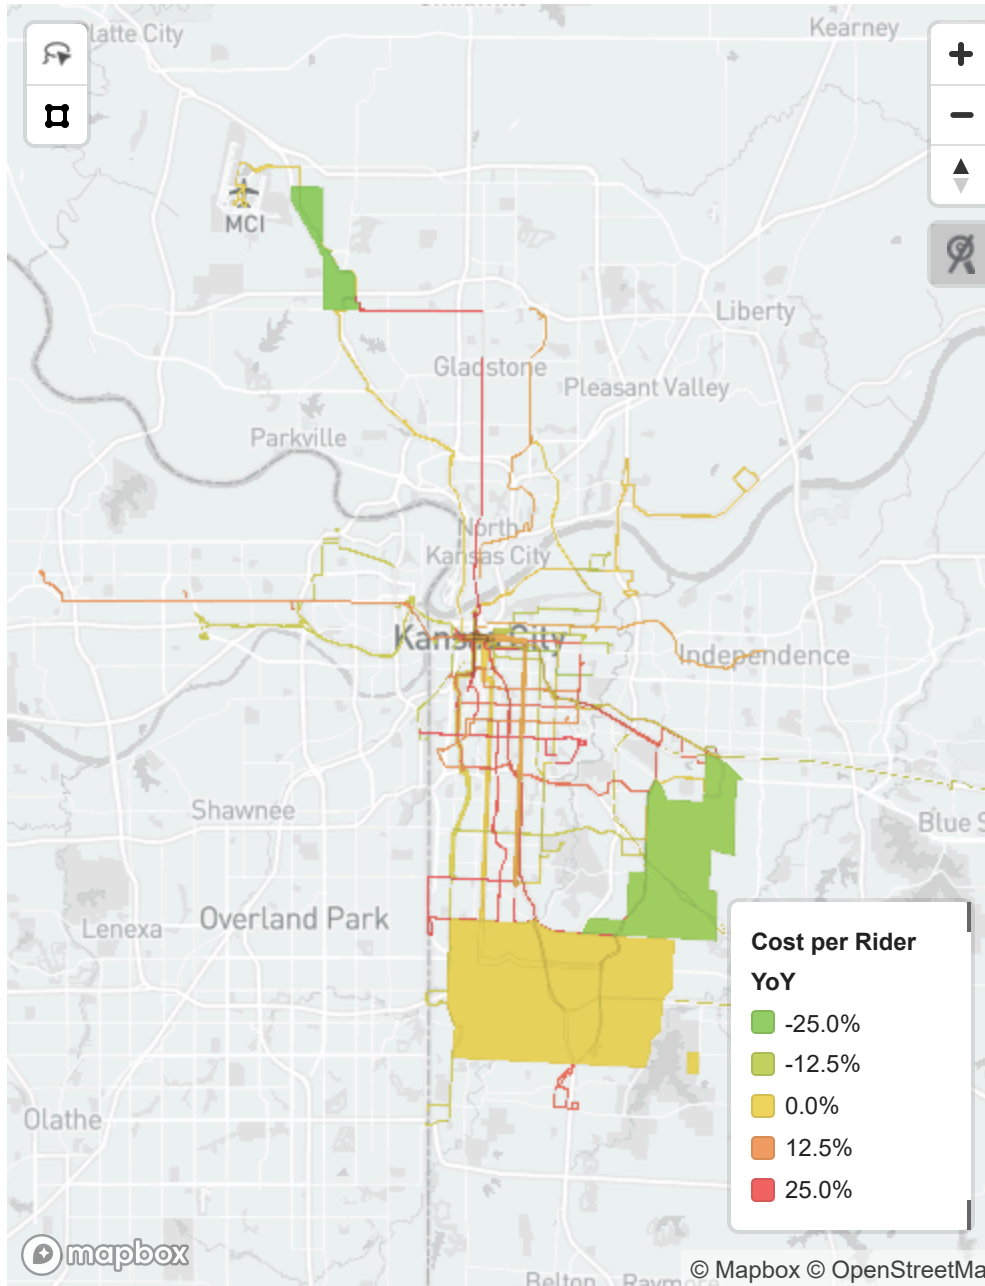 Platte City
Kearney
MCI
Liberty
Gladstone
Pleasant Valley
Parkville
North
Kansas City
Kansas City
Independence
Shawnee
Blue S
Overland Park
Lenexa
Cost per Rider
YoY
-25.0%
-12.5%
0.0%
12.5%
25.0%
Olathe
mapbox
© Mapbox © OpenStreetMa
Belton
Raymore